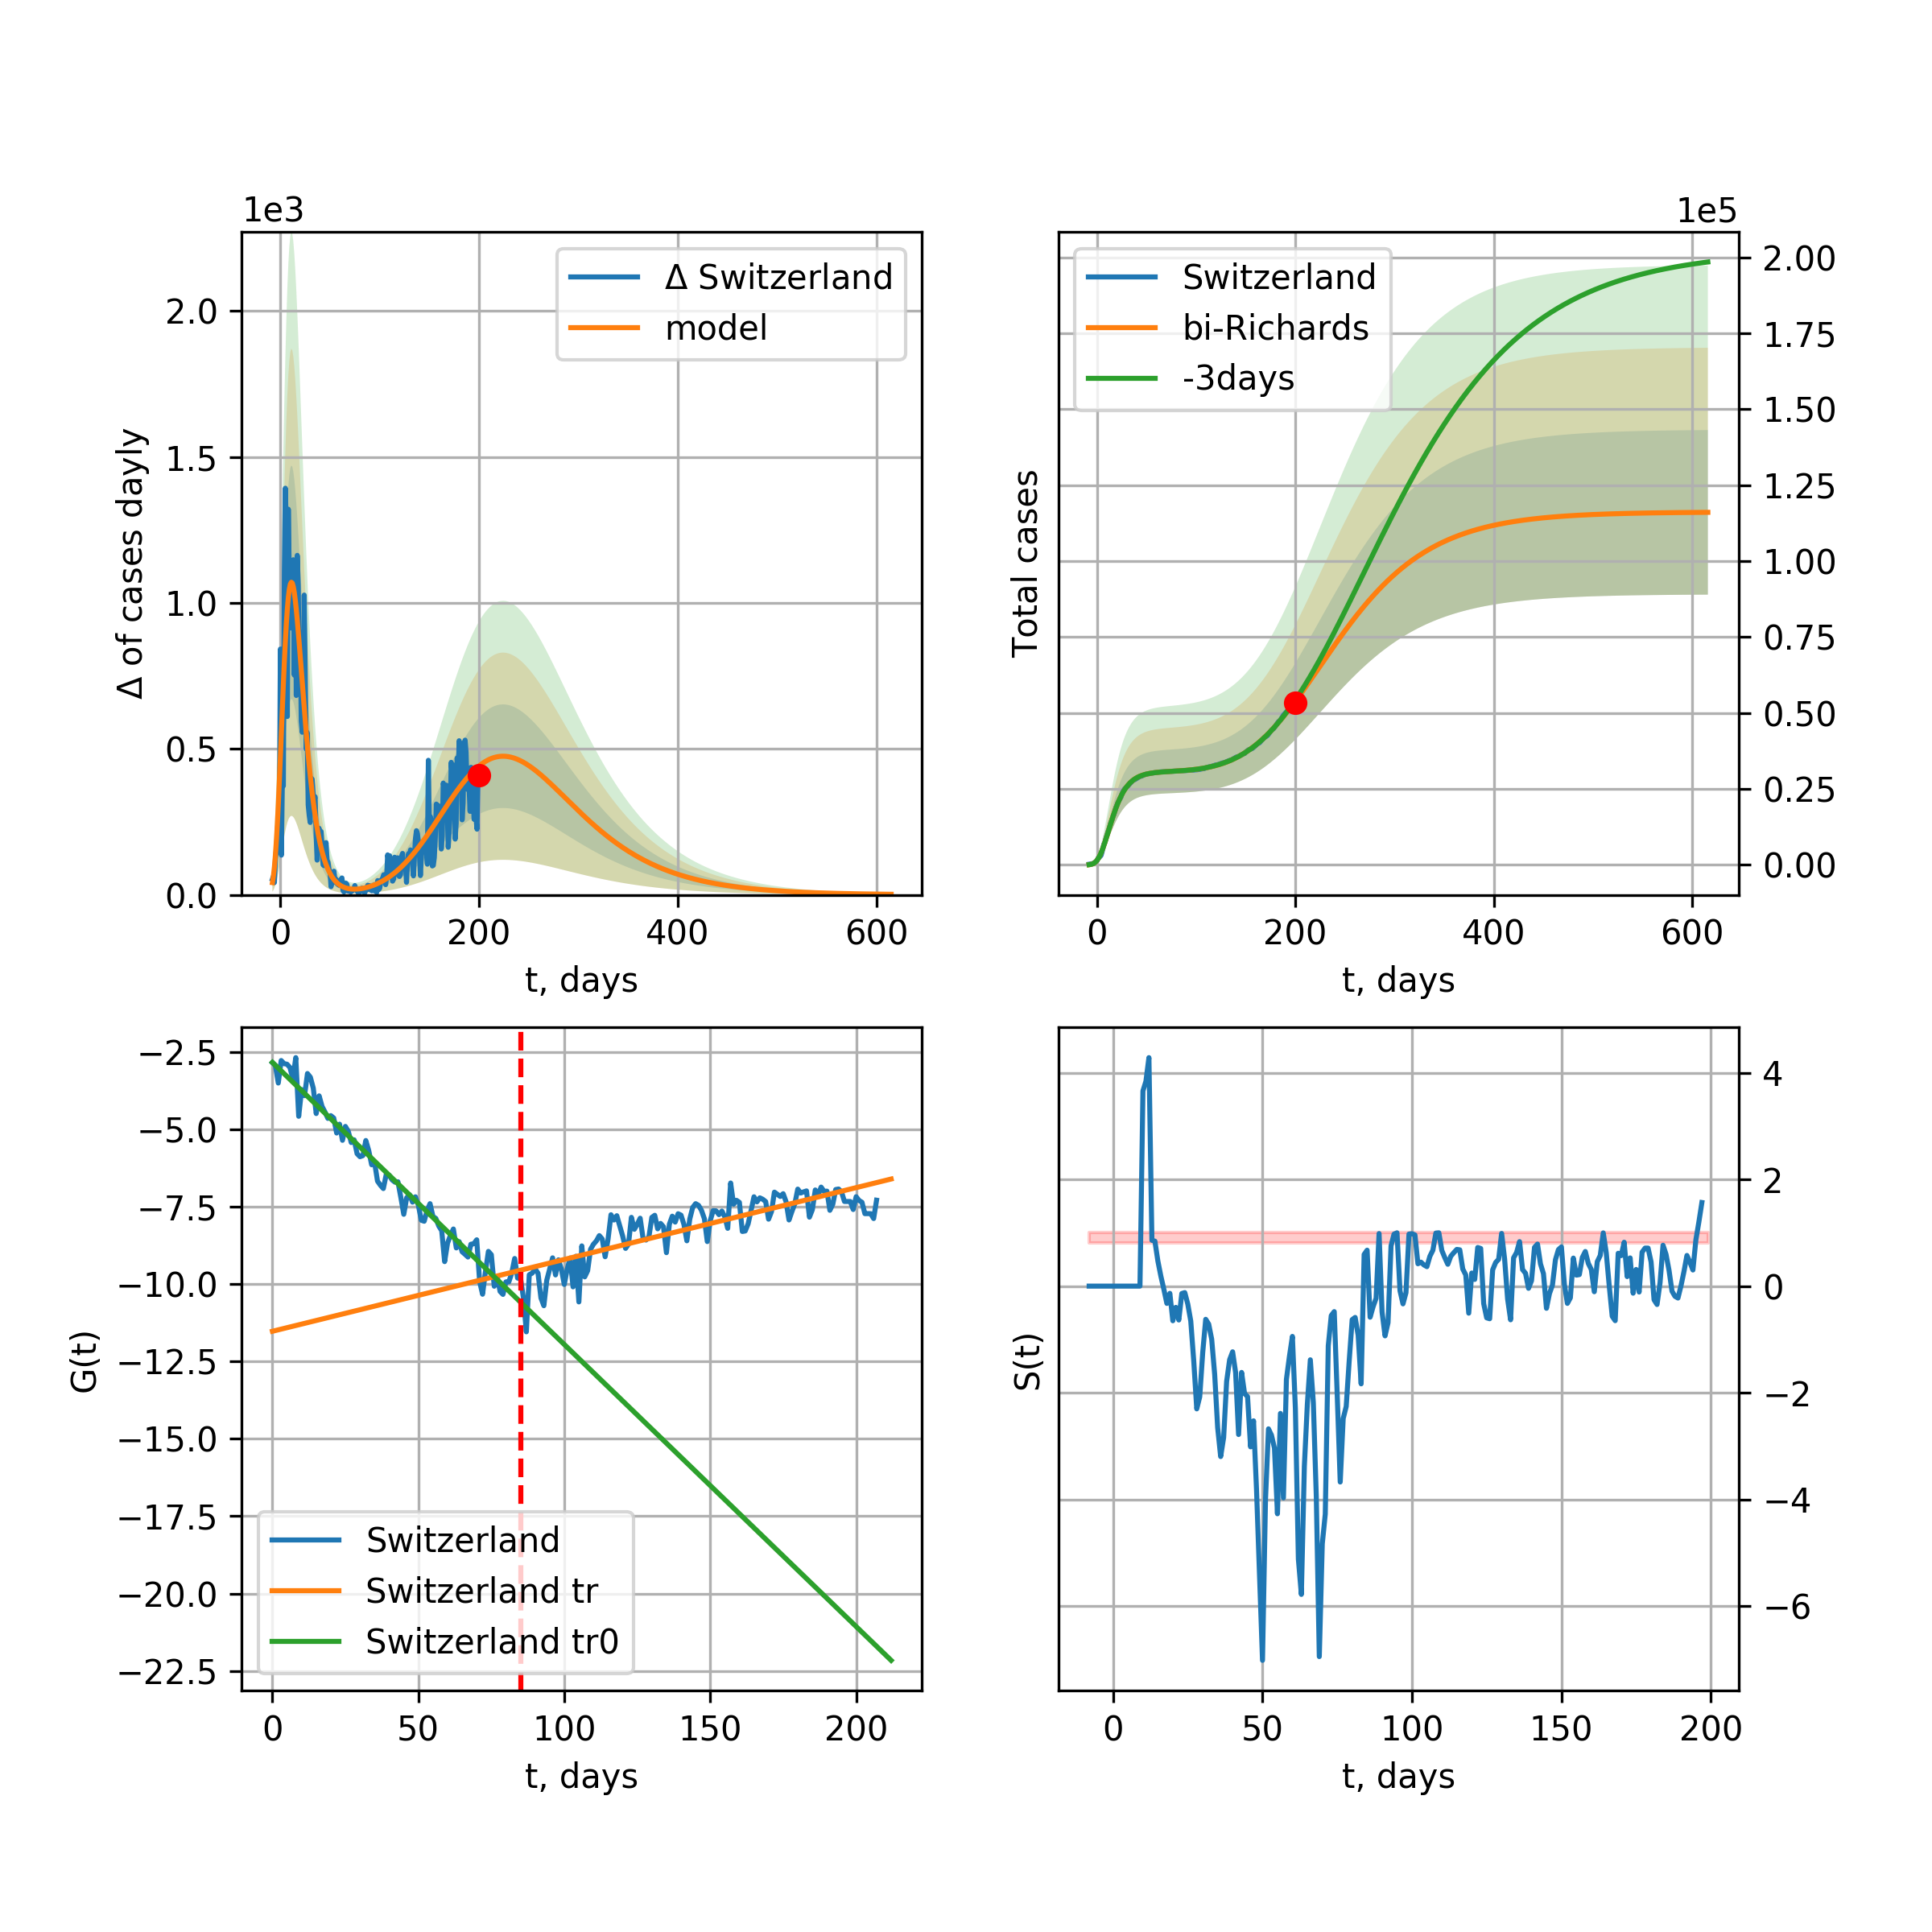 1e3
Δ of cases dayly
2.0
1.5
1.0
0.5
0.0
0 200 400 600
t, days
Δ Switzerland
model
1e5
Total cases
2.00
1.75
1.50
1.25
1.00
0.75
0.50
0.25
0.00
0 200 400 600
t, days
Switzerland
bi-Richards
-3days
G(t)
−2.5
−5.0
−7.5
−10.0
−12.5
−15.0
−17.5
−20.0
−22.5
0 50 100 150 200
t, days
Switzerland
Switzerland tr
Switzerland tr0
S(t)
4
2
0
−2
−4
−6
0 50 100 150 200
t, days